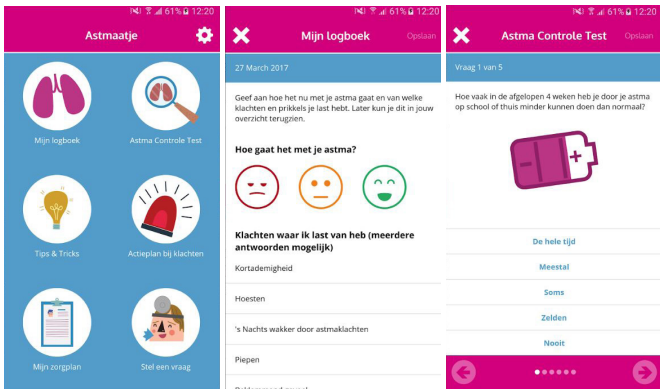 61% 12:20
Astmaatje
Mijn logboek
Astma Controle Test
Tips & Tricks
Actieplan bij klachten
Mijn zorgplan
Stel een vraag
61% 12:20
Mijn logboek
Opslaan
27 March 2017
Geef aan hoe het nu met je astma gaat en van welke
klachten en prikkels je last hebt. Later kun je dit in jouw
overzicht terugzien.
Hoe gaat het met je astma?
Klachten waar ik last van heb (meerdere
antwoorden mogelijk)
Kortademigheid
Hoesten
's Nachts wakker door astmaklachten
Piepen
61% 12:20
Astma Controle Test
Opslaan
Vraag 1 van 5
Hoe vaak in de afgelopen 4 weken heb je door je astma
op school of thuis minder kunnen doen dan normaal?
De hele tijd
Meestal
Soms
Zelden
Nooit